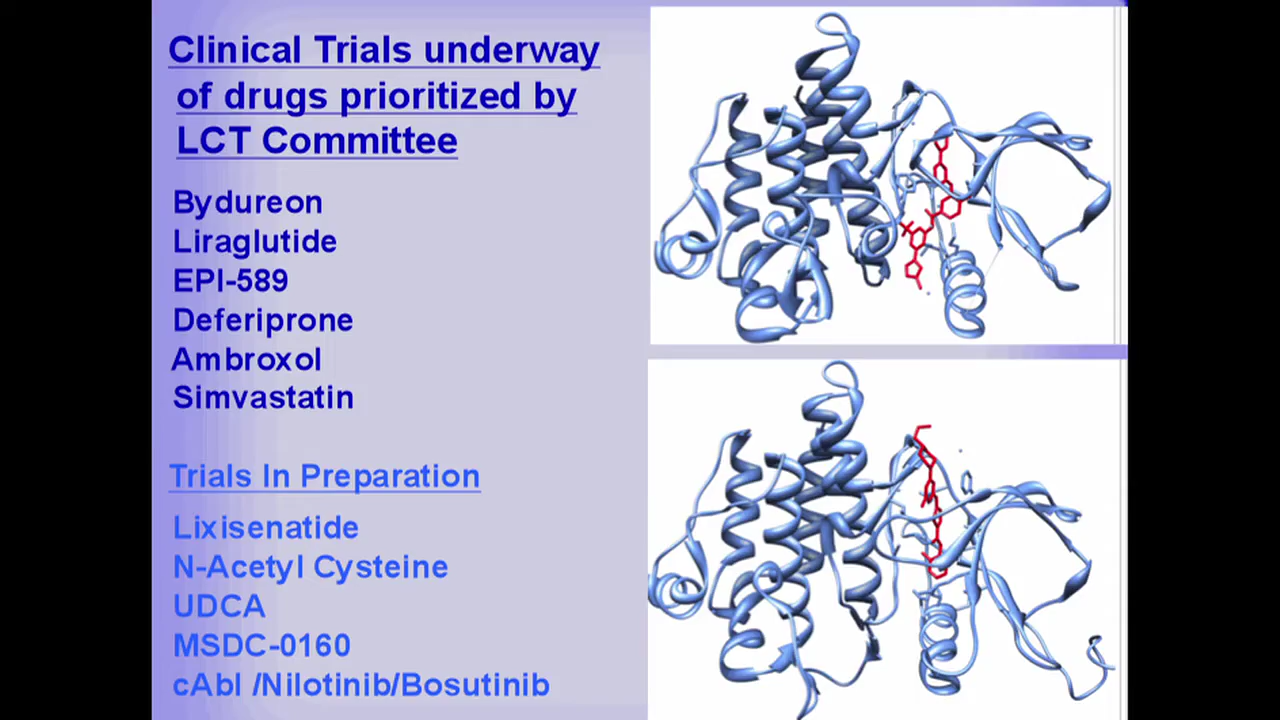 Clinical Trials underway
of drugs prioritized by
LCT Committee
Bydureon
Liraglutide
EPI-589
Deferiprone
Ambroxol
Simvastatin
Trials In Preparation
Lixisenatide
N-Acetyl Cysteine
UDCA
MSDC-0160
cAbl /Nilotinib/Bosutinib